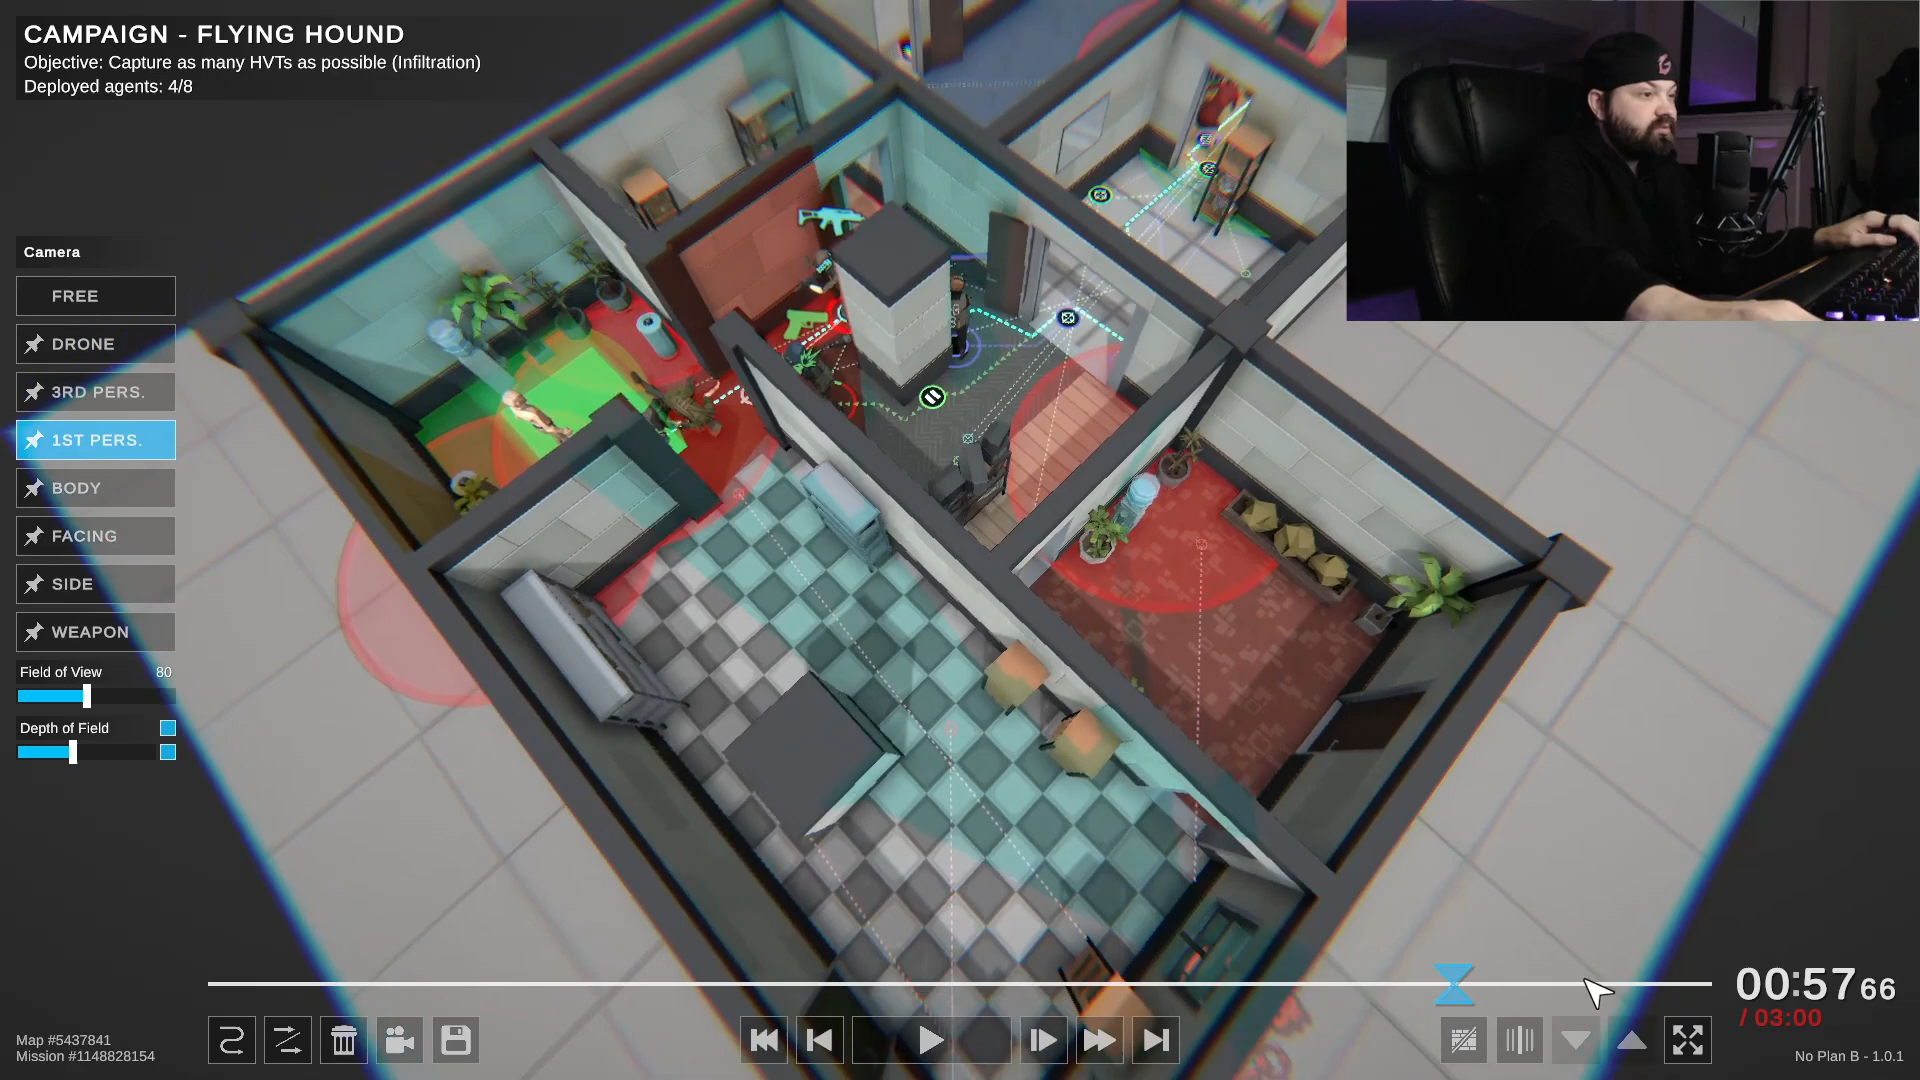 CAMPAIGN - FLYING HOUND
Objective: Capture as many HVTs as possible (Infiltration)
Deployed agents: 4/8
Camera
FREE
DRONE
3RD PERS.
1ST PERS.
BODY
FACING
SIDE
WEAPON
Field of View 80
Depth of Field
00:57 66
/ 03:00
Map #5437841
Mission #1148828154
No Plan B - 1.0.1